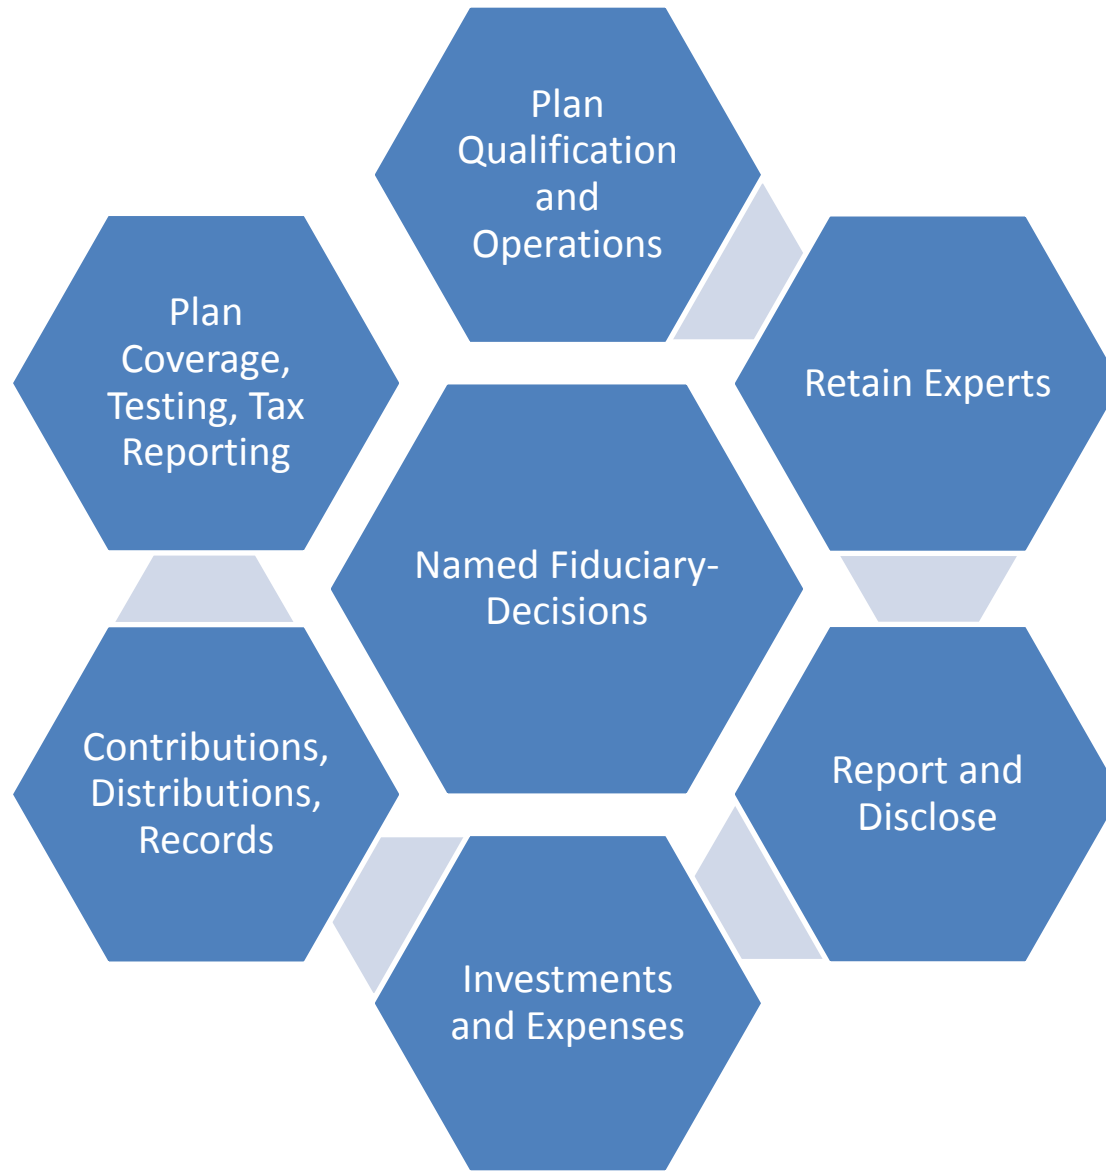 Plan
Qualification
and
Operations
Retain Experts
Report and
Disclose
Investments
and Expenses
Contributions,
Distributions,
Records
Plan
Coverage,
Testing, Tax
Reporting
Named Fiduciary-
Decisions